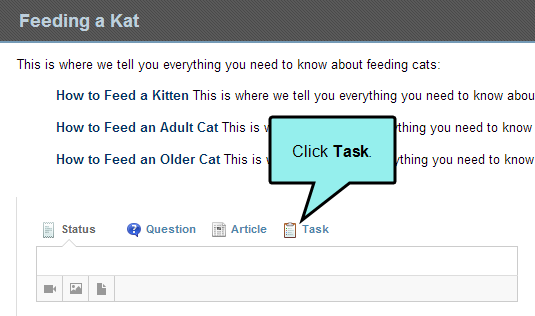 Feeding a Kat
This is where we tell you everything you need to know about feeding cats:
How to Feed a Kitten This is where we tell you everything you need to know abou
How to Feed an Adult Cat This is w thing you need to know
How to Feed an Older Cat This is w ything you need to know
Click Task.
Status Question Article Task